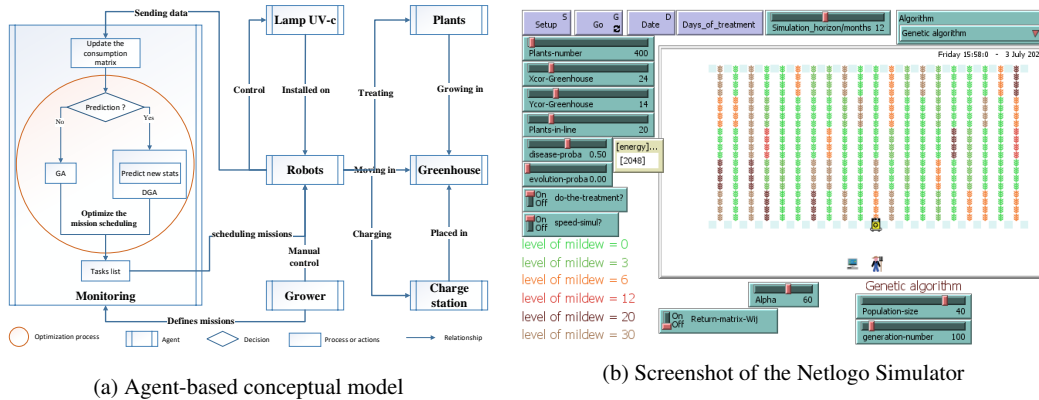 Sending data
Lamp UV-c
Plants
Update the
consumption
matrix
Prediction ?
No
Yes
GA
Predict new stats
DGA
Optimize the
mission scheduling
Tasks list
Monitoring
Control
Installed on
Treating
Growing in
Robots
Moving in
Greenhouse
scheduling missions
Manual
control
Charging
Placed in
Grower
Charge
station
Defines missions
Optimization process
Agent
Decision
Process or actions
Relationship
(a) Agent-based conceptual model
Setup S
Go G
Date D
Days_of_treatment
Simulation_horizon/months 12
Algorithm
Genetic algorithm
Plants-number 400
Xcor-Greenhouse 24
Ycor-Greenhouse 14
Plants-in-line 20
disease-proba 0.50
evolution-proba 0.00
[energy]...
[2048]
On
Off
do-the-treatment?
On
Off
speed-simul?
level of mildew = 0
level of mildew = 3
level of mildew = 6
level of mildew = 12
level of mildew = 20
level of mildew = 30
Friday 15:58:0 - 3 July 202
Alpha 60
On
Off
Return-matrix-Wij
Genetic algorithm
Population-size 40
generation-number 100
(b) Screenshot of the Netlogo Simulator